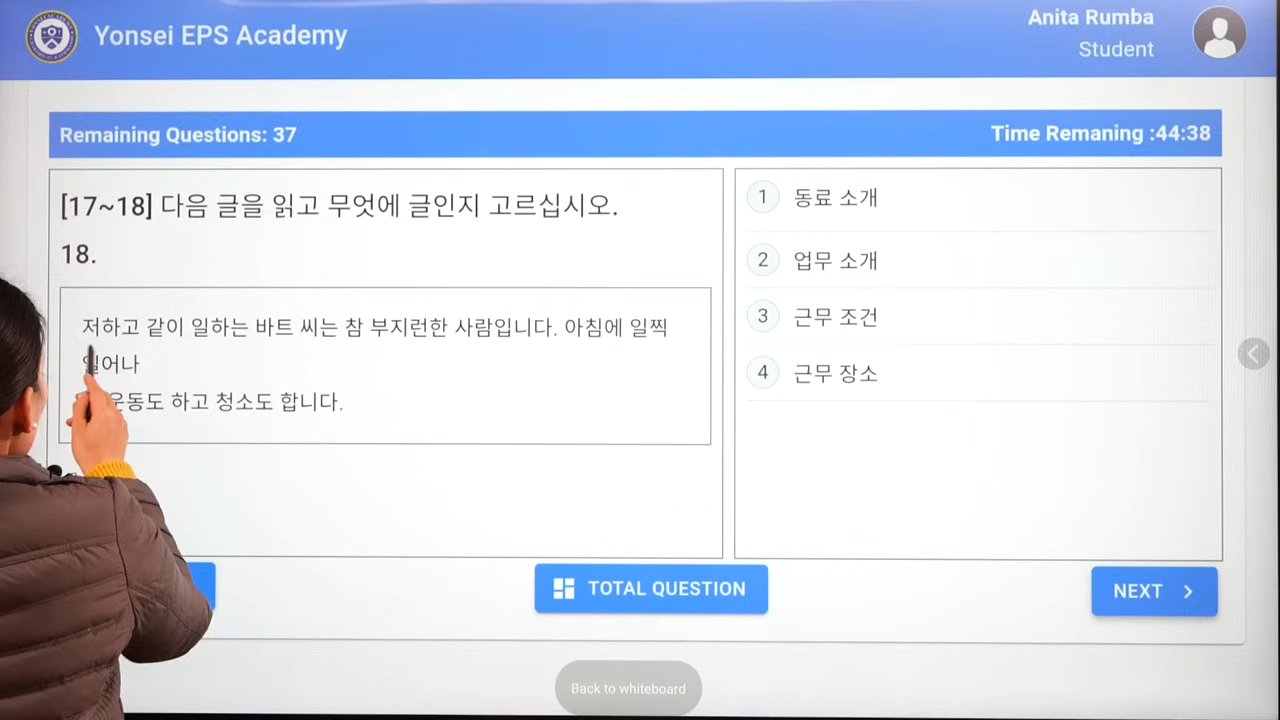 Yonsei EPS Academy
Anita Rumba
Student
Remaining Questions: 37
Time Remaning :44:38
[17~18] 다음 글을 읽고 무엇에 글인지 고르십시오.
18.
저하고 같이 일하는 바트 씨는 참 부지런한 사람입니다. 아침에 일찍
일어나
운동도 하고 청소도 합니다.
1 동료 소개
2 업무 소개
3 근무 조건
4 근무 장소
TOTAL QUESTION
NEXT
Back to whiteboard